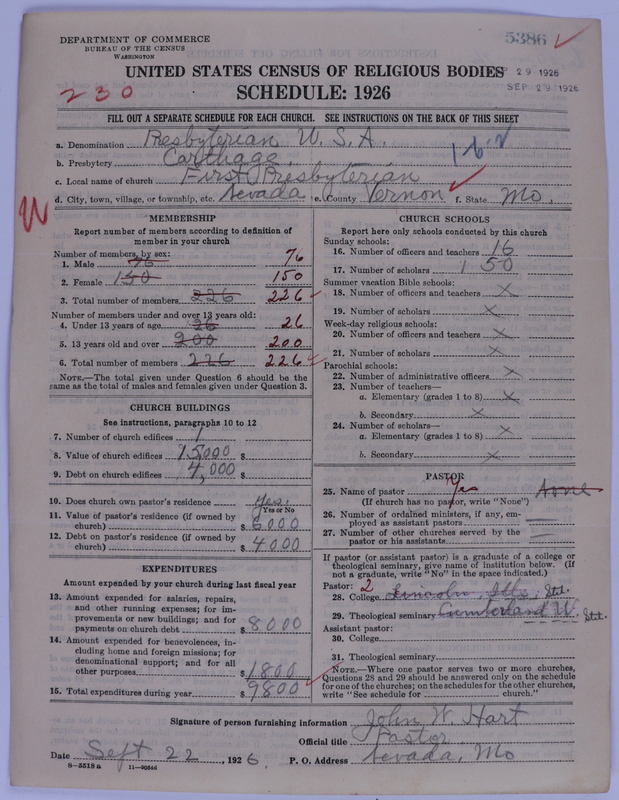 DEPARTMENT OF COMMERCE
BUREAU OF THE CENSUS
WASHINGTON
5386
UNITED STATES CENSUS OF RELIGIOUS BODIES
SCHEDULE: 1926
29 1926
SEP 29 1926
230
FILL OUT A SEPARATE SCHEDULE FOR EACH CHURCH. SEE INSTRUCTIONS ON THE BACK OF THIS SHEET
a. Denomination Presbyterian U. S. A.
b. Presbytery Carthage.
c. Local name of church First Presbyterian
d. City, town, village, or township, etc. Nevada e. County Vernon f. State Mo.
MEMBERSHIP
Report number of members according to definition of
member in your church
Number of members, by sex:
1. Male 76 76
2. Female 150 150
3. Total number of members 226 226
Number of members under and over 13 years old:
4. Under 13 years of age 26 26
5. 13 years old and over 200 200
6. Total number of members 226 226
NOTE.—The total given under Question 6 should be
same as the total of males and females given under Question 3.
CHURCH BUILDINGS
See instructions, paragraphs 10 to 12
7. Number of church edifices 1
8. Value of church edifices 15000 $
9. Debt on church edifices 4,000 $
10. Does church own pastor's residence Yes.
Yes or No
11. Value of pastor's residence (if owned by
church) $ 6000
12. Debt on pastor's residence (if owned by
church) $ 4000
EXPENDITURES
Amount expended by your church during last fiscal year
13. Amount expended for salaries, repairs,
and other running expenses; for im-
provements or new buildings; and for
payments on church debt $ 8000
14. Amount expended for benevolences, in-
cluding home and foreign missions; for
denominational support; and for all
other purposes $ 1800
15. Total expenditures during year $ 9800
CHURCH SCHOOLS
Report here only schools conducted by this church
Sunday schools:
16. Number of officers and teachers 16
17. Number of scholars 150
Summer vacation Bible schools:
18. Number of officers and teachers X
19. Number of scholars X
Week-day religious schools:
20. Number of officers and teachers X
21. Number of scholars X
Parochial schools:
22. Number of administrative officers X
23. Number of teachers—
a. Elementary (grades 1 to 8) X
b. Secondary X
24. Number of scholars—
a. Elementary (grades 1 to 8) X
b. Secondary X
PASTOR
25. Name of pastor Yes None
(If church has no pastor, write "None")
26. Number of ordained ministers, if any, em-
ployed as assistant pastors
27. Number of other churches served by the
pastor or his assistants
If pastor (or assistant pastor) is a graduate of a college or
theological seminary, give name of institution below. (If
not a graduate, write "No" in the space indicated.)
Pastor: 2
28. College Lincoln, Ills. Std.
29. Theological seminary Cumberland U. Std.
Assistant pastor:
30. College
31. Theological seminary
NOTE.—Where one pastor serves two or more churches,
Questions 28 and 29 should be answered only on the schedule
for one of the churches; on the schedules for the other churches,
write "See schedule for church."
Signature of person furnishing information John W. Hart
Official title Pastor
Date Sept 22, 1926. P. O. Address Nevada, Mo
8-5518 a